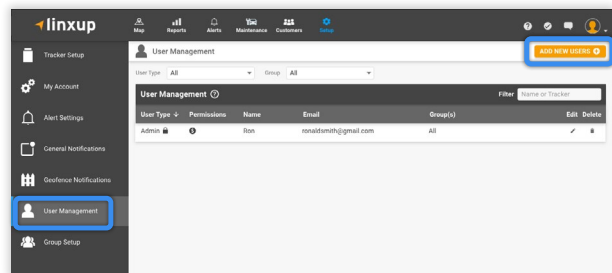 linxup
Map Reports Alerts Maintenance Customers Setup
Tracker Setup
My Account
Alert Settings
General Notifications
Geofence Notifications
User Management
Group Setup
User Management
ADD NEW USERS
User Type All Group All
User Management
Filter Name or Tracker
User Type Permissions Name Email Group(s) Edit Delete
Admin Ron ronaldsmith@gmail.com All